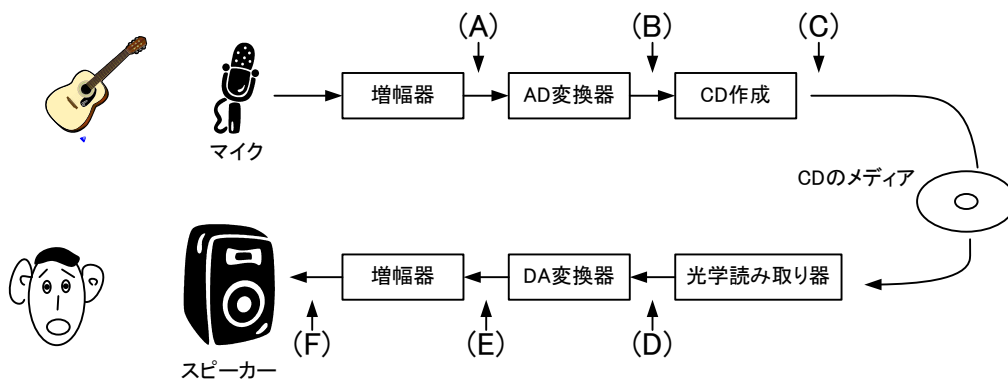 (A)
(B)
(C)
増幅器
AD変換器
CD作成
マイク
CDのメディア
増幅器
DA変換器
光学読み取り器
(F)
(E)
(D)
スピーカー